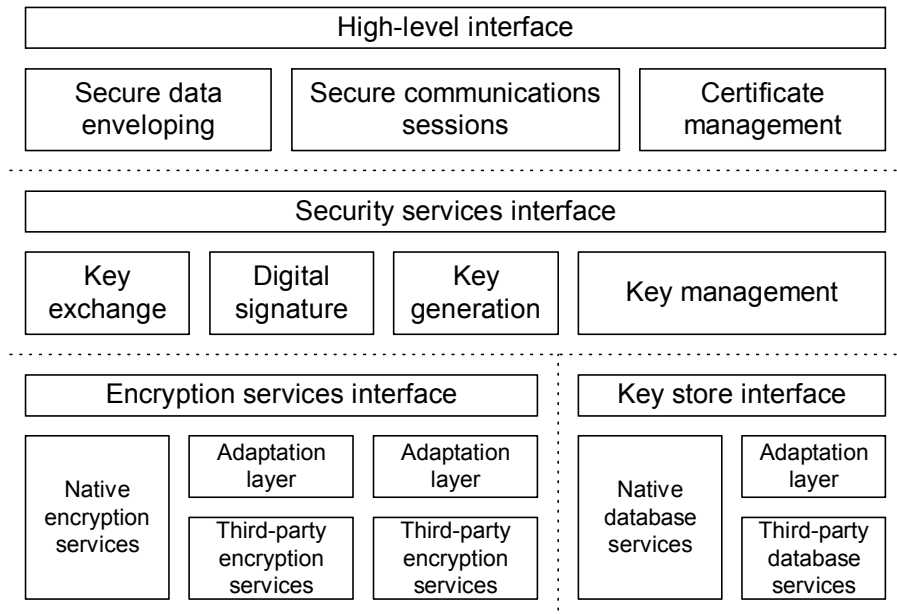 High-level interface
Secure data
enveloping
Secure communications
sessions
Certificate
management
Security services interface
Key
exchange
Digital
signature
Key
generation
Key management
Encryption services interface
Key store interface
Native
encryption
services
Adaptation
layer
Adaptation
layer
Third-party
encryption
services
Third-party
encryption
services
Native
database
services
Adaptation
layer
Third-party
database
services